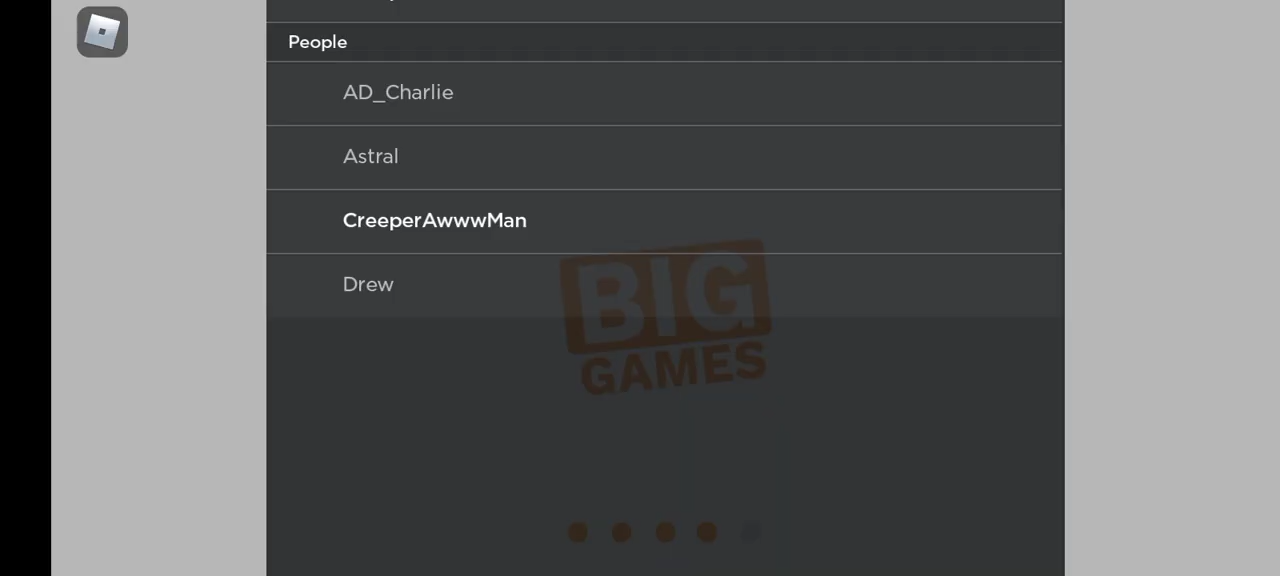 People
AD_Charlie
Astral
CreeperAwwwMan
Drew
BIG
GAMES